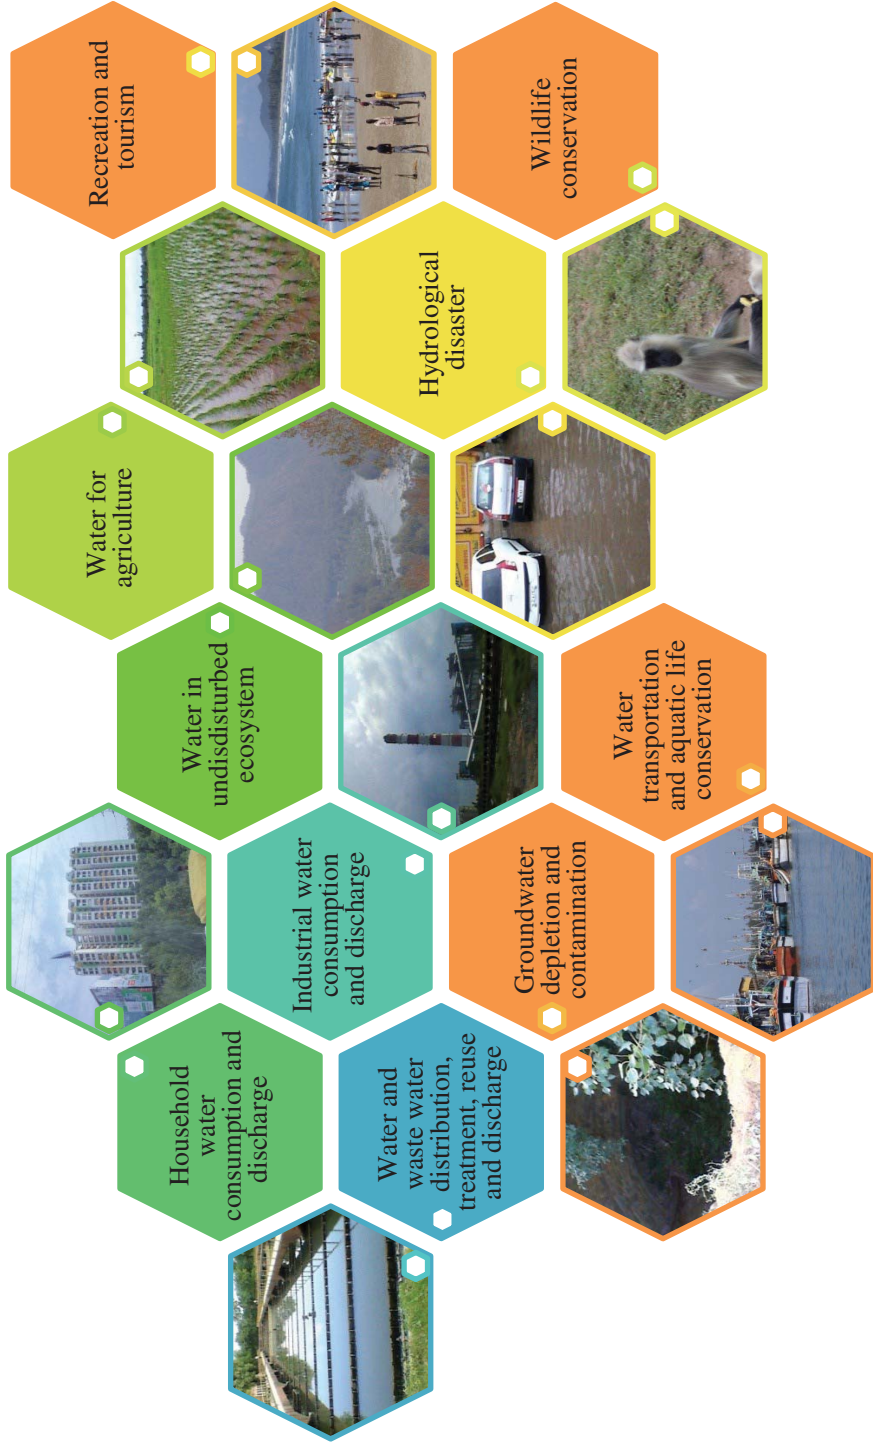 Household
water
consumption and
discharge
Water and
waste water
distribution,
treatment, reuse
and discharge
Industrial water
consumption
and discharge
Groundwater
depletion and
contamination
Water in
undisdisturbed
ecosystem
Water
transportation
and aquatic life
conservation
Water for
agriculture
Hydrological
disaster
Recreation and
tourism
Wildlife
conservation